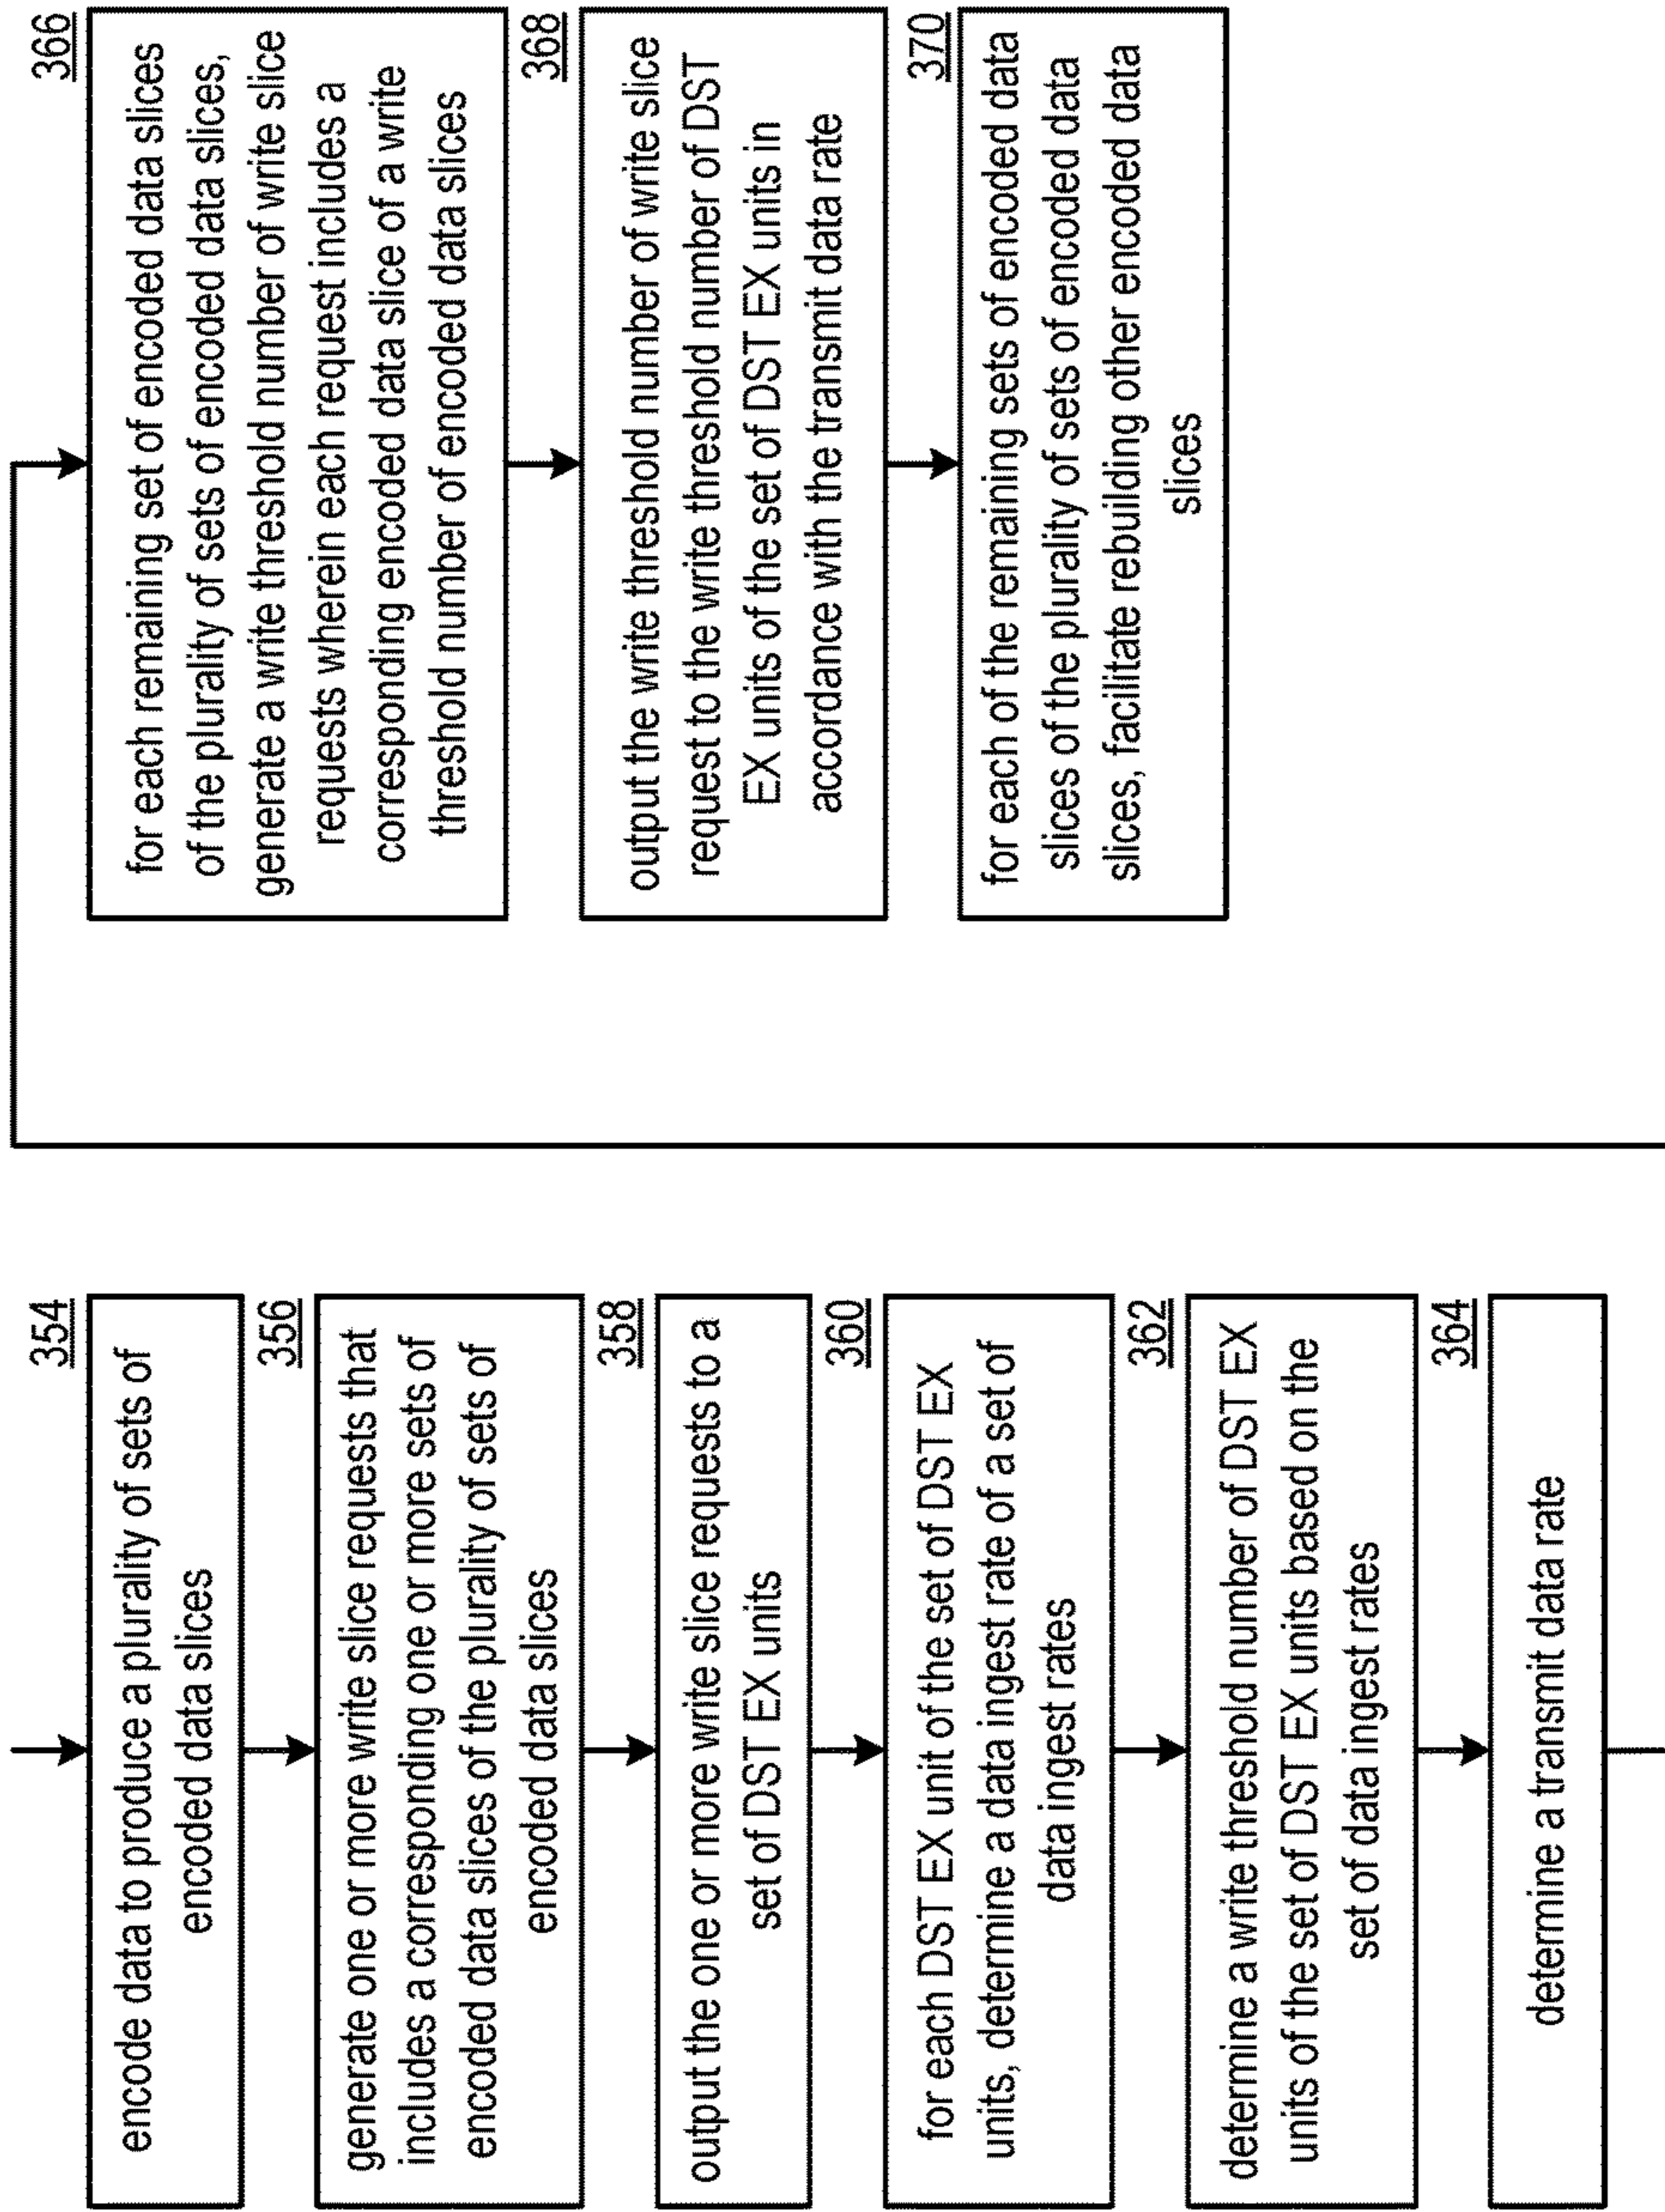 354
encode data to produce a plurality of sets of
encoded data slices
356
generate one or more write slice requests that
includes a corresponding one or more sets of
encoded data slices of the plurality of sets of
encoded data slices
358
output the one or more write slice requests to a
set of DST EX units
360
for each DST EX unit of the set of DST EX
units, determine a data ingest rate of a set of
data ingest rates
362
determine a write threshold number of DST EX
units of the set of DST EX units based on the
set of data ingest rates
364
determine a transmit data rate
366
for each remaining set of encoded data slices
of the plurality of sets of encoded data slices,
generate a write threshold number of write slice
requests wherein each request includes a
corresponding encoded data slice of a write
threshold number of encoded data slices
368
output the write threshold number of write slice
request to the write threshold number of DST
EX units of the set of DST EX units in
accordance with the transmit data rate
370
for each of the remaining sets of encoded data
slices of the plurality of sets of encoded data
slices, facilitate rebuilding other encoded data
slices